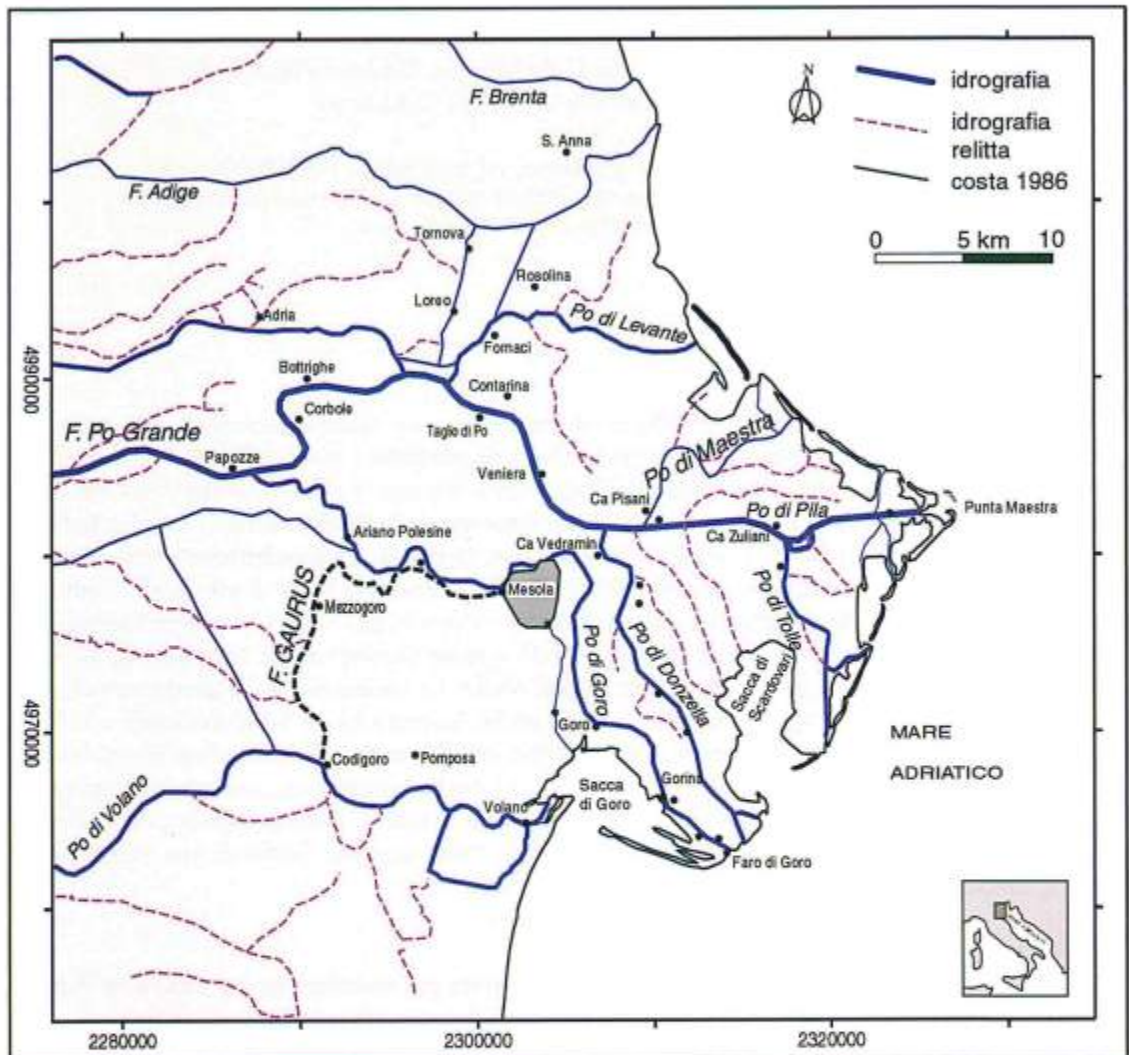 N
idrografia
idrografia
relitta
costa 1986
0 5 km 10
F. Brenta
S. Anna
F. Adige
Tornova
Rosolina
Loreo
Adria
Po di Levante
Fornaci
4990000
Bottrighe
Contarina
Corbole
Taglio di Po
F. Po Grande
Po di Maestra
Papozze
Veniera
Ca Pisani
Po di Pila
Punta Maestra
Ariano Polesine
Ca Vedramin
Ca Zuliani
Mesola
F. GAURUS
Mezzogoro
Po di Tolle
Po di Goro
Po di Donzella
Sacca di
Scardovari
4970000
Goro
MARE
ADRIATICO
Codigoro
Pomposa
Sacca
di Goro
Gorina
Po di Volano
Volano
Faro di Goro
2280000
2300000
2320000